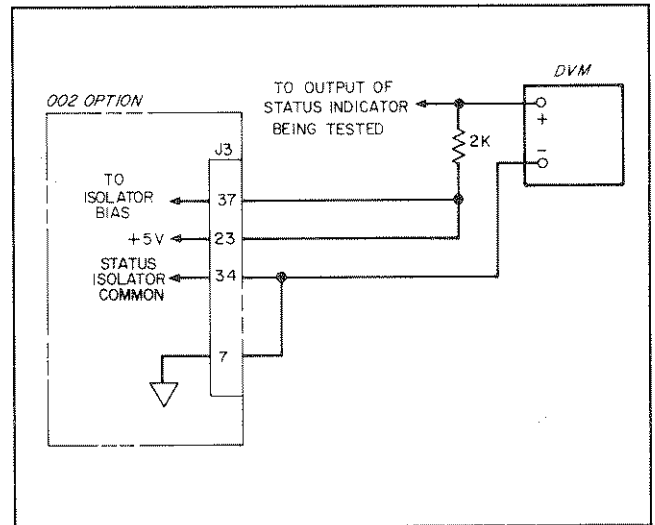 DVM
TO OUTPUT OF
STATUS INDICATOR
BEING TESTED
+
-
2K
002 OPTION
J3
TO
ISOLATOR
BIAS
37
+5V
23
STATUS
ISOLATOR
COMMON
34
7